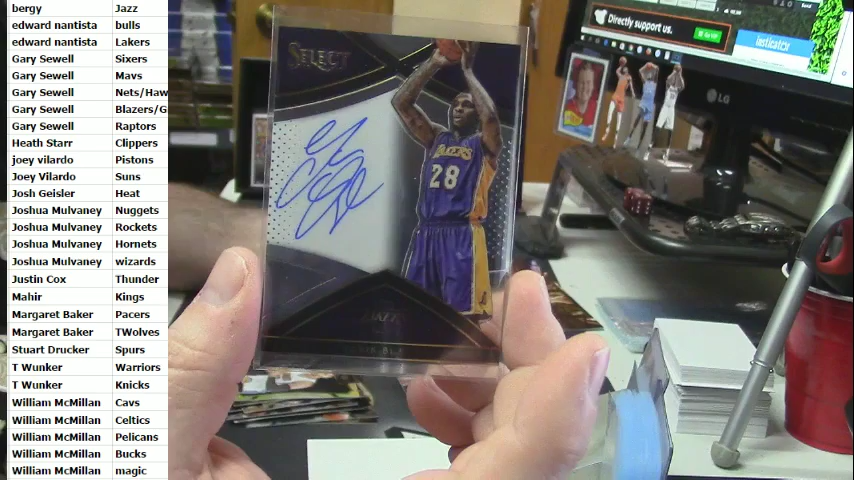 bergy Jazz
edward nantista bulls
edward nantista Lakers
Gary Sewell Sixers
Gary Sewell Mavs
Gary Sewell Nets/Haw
Gary Sewell Blazers/G
Gary Sewell Raptors
Heath Starr Clippers
joey vilardo Pistons
Joey Vilardo Suns
Josh Geisler Heat
Joshua Mulvaney Nuggets
Joshua Mulvaney Rockets
Joshua Mulvaney Hornets
Joshua Mulvaney wizards
Justin Cox Thunder
Mahir Kings
Margaret Baker Pacers
Margaret Baker TWolves
Stuart Drucker Spurs
T Wunker Warriors
T Wunker Knicks
William McMillan Cavs
William McMillan Celtics
William McMillan Pelicans
William McMillan Bucks
William McMillan magic
SELECT
LAKERS
28
Directly support us.
LG